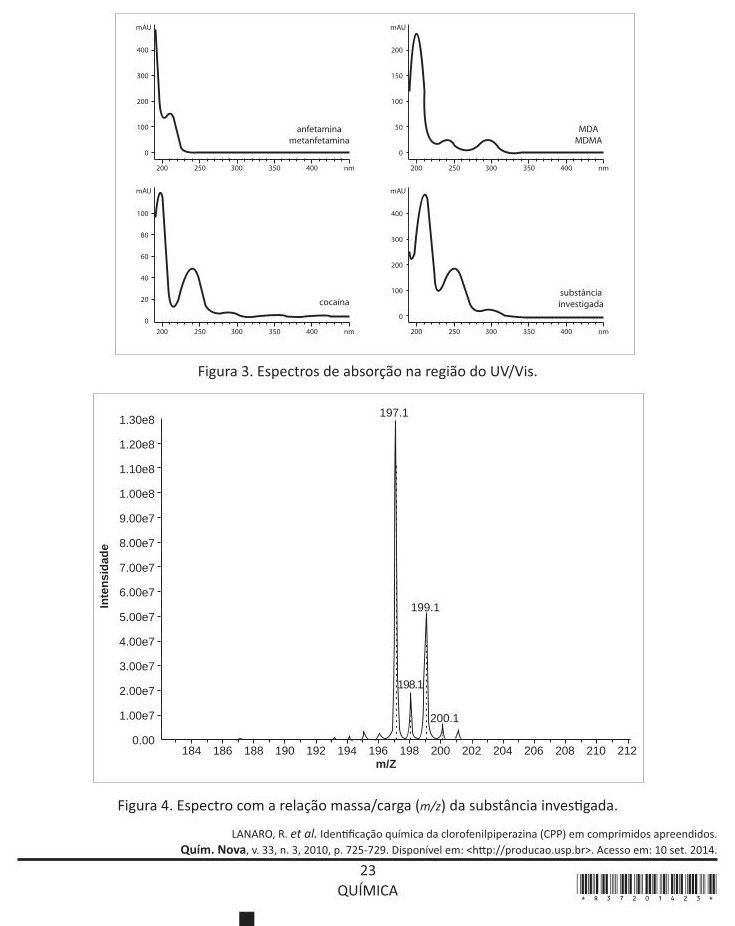 mAU
400
300
200
100
0
anfetamina
metanfetamina
200 250 300 350 400 nm
mAU
200
150
100
50
0
MDA
MDMA
200 250 300 350 400 nm
mAU
100
80
60
40
20
0
cocaína
200 250 300 350 400 nm
mAU
400
300
200
100
0
substância
investigada
200 250 300 350 400 nm
Figura 3. Espectros de absorção na região do UV/Vis.
197.1
1.30e8
1.20e8
1.10e8
1.00e8
9.00e7
8.00e7
7.00e7
6.00e7
5.00e7
4.00e7
3.00e7
2.00e7
1.00e7
0.00
Intensidade
199.1
198.1
200.1
184 186 188 190 192 194 196 198 200 202 204 206 208 210 212
m/Z
Figura 4. Espectro com a relação massa/carga (m/z) da substância investigada.
LANARO, R. et al. Identificação química da clorofenilpiperazina (CPP) em comprimidos apreendidos.
Quím. Nova, v. 33, n. 3, 2010, p. 725-729. Disponível em: <http://producao.usp.br>. Acesso em: 10 set. 2014.
23
QUÍMICA
* R 3 7 2 0 1 4 2 3 *